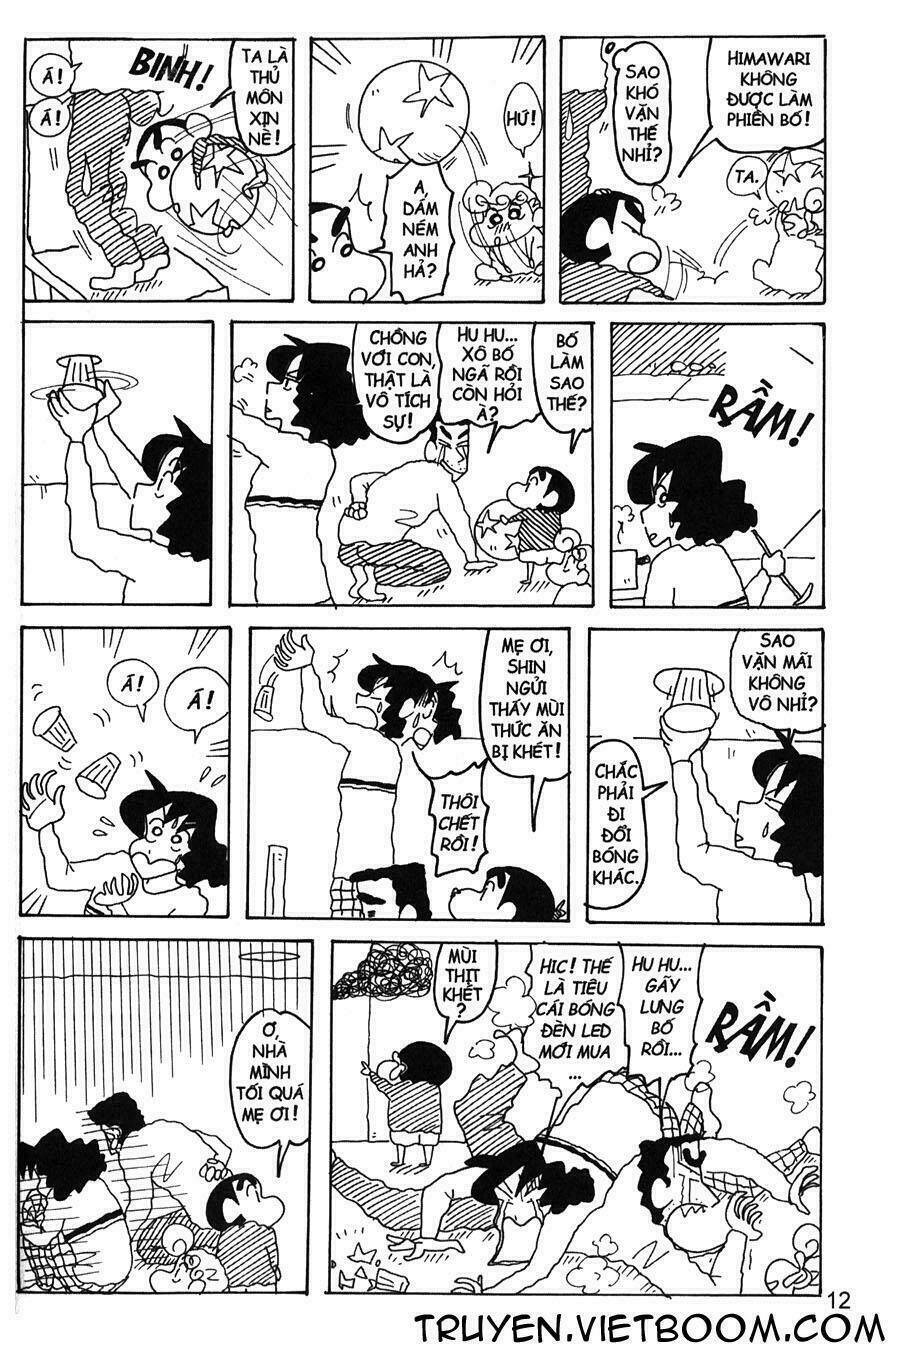 HIMAWARI
KHÔNG
ĐƯỢC LÀM
PHIỀN BỐ!
SAO
KHÓ
VẶN
THẾ
NHỈ?
TA.
HỨ!
A,
DÁM
NÉM
ANH
HẢ?
TA LÀ
THỦ
MÔN
XỊN
NÈ!
BINH!
Á!
Á!
RẦM!
BỐ
LÀM
SAO
THẾ?
HU HU...
XÔ BỐ
NGÃ RỒI
CÒN HỎI
À?
CHỒNG
VỚI CON,
THẬT LÀ
VÔ TÍCH
SỰ!
SAO
VẶN MÃI
KHÔNG
VÔ NHỈ?
CHẮC
PHẢI
ĐI
ĐỔI
BÓNG
KHÁC.
MẸ ƠI,
SHIN
NGỬI
THẤY MÙI
THỨC ĂN
BỊ KHÉT!
THÔI
CHẾT
RỒI!
Á!
Á!
RẦM!
HU HU...
GÃY
LƯNG
BỐ
RỒI...
HIC! THẾ
LÀ TIÊU
CÁI BÓNG
ĐÈN LED
MỚI MUA
...
MÙI
THỊT
KHÉT
?
Ơ,
NHÀ
MÌNH
TỐI QUÁ
MẸ ƠI!
12
TRUYEN.VIETBOOM.COM